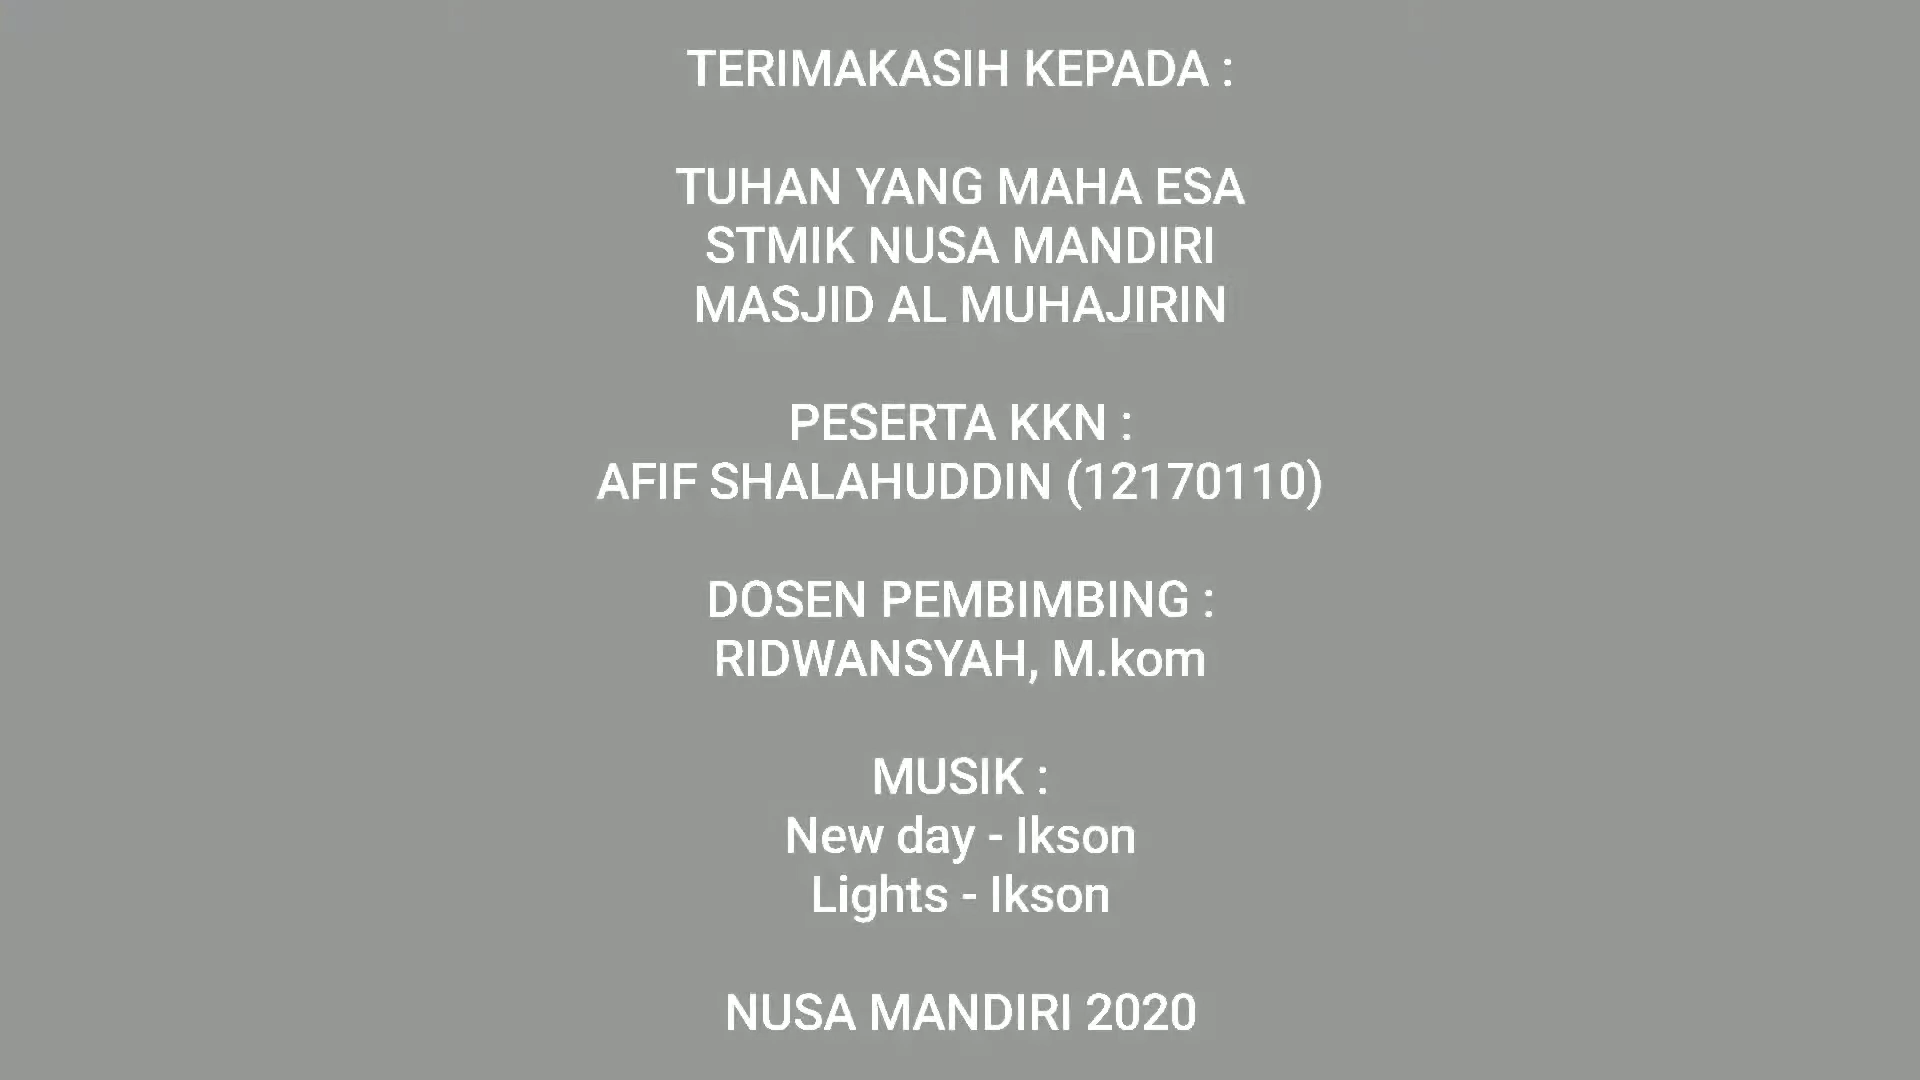 TERIMAKASIH KEPADA :
TUHAN YANG MAHA ESA
STMIK NUSA MANDIRI
MASJID AL MUHAJIRIN
PESERTA KKN :
AFIF SHALAHUDDIN (12170110)
DOSEN PEMBIMBING :
RIDWANSYAH, M.kom
MUSIK :
New day - Ikson
Lights - Ikson
NUSA MANDIRI 2020